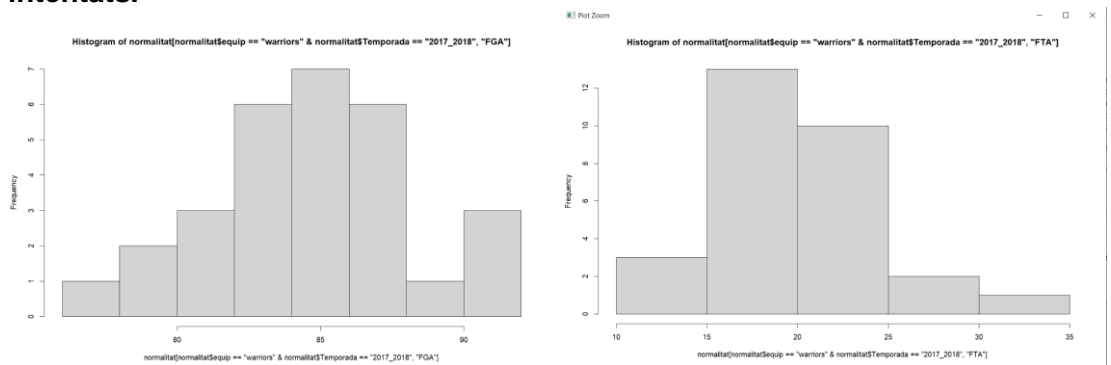 Plot Zoom
Histogram of normalitat[normalitat$equip == "warriors" & normalitat$Temporada == "2017_2018", "FGA"]
Frequency
7
6
5
4
3
2
1
0
80 85 90
normalitat[normalitat$equip == "warriors" & normalitat$Temporada == "2017_2018", "FGA"]
Histogram of normalitat[normalitat$equip == "warriors" & normalitat$Temporada == "2017_2018", "FTA"]
Frequency
12
10
8
6
4
2
0
10 15 20 25 30 35
normalitat[normalitat$equip == "warriors" & normalitat$Temporada == "2017_2018", "FTA"]